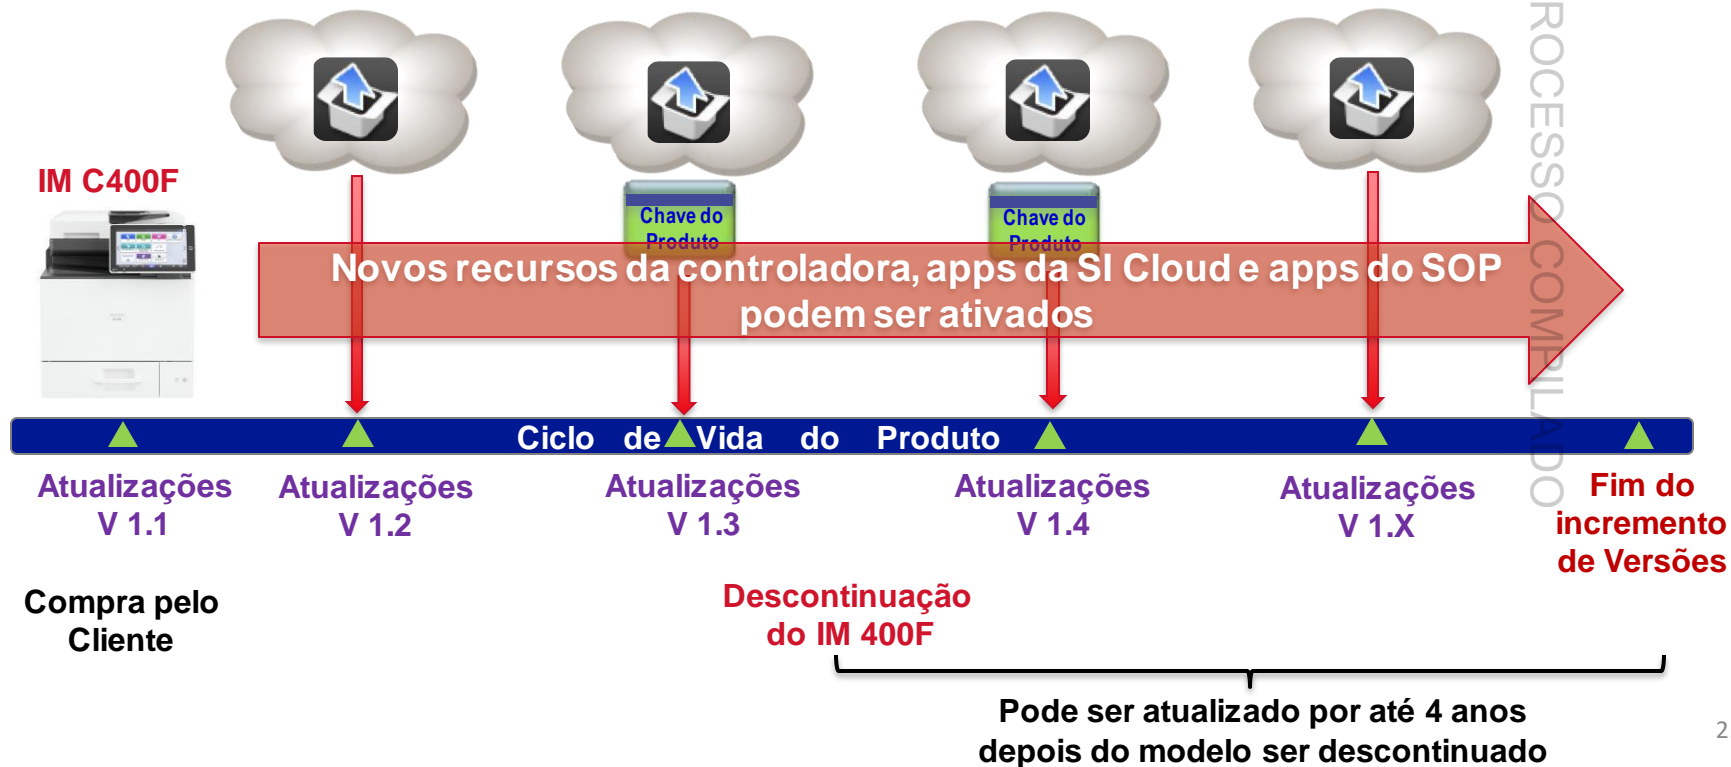 IM C400F
Chave do
Produto
Chave do
Produto
Novos recursos da controladora, apps da SI Cloud e apps do SOP
podem ser ativados
ROCESSO COMPILADO
Ciclo de Vida do Produto
Atualizações
V 1.1
Atualizações
V 1.2
Atualizações
V 1.3
Atualizações
V 1.4
Atualizações
V 1.X
Fim do
incremento
de Versões
Compra pelo
Cliente
Descontinuação
do IM 400F
Pode ser atualizado por até 4 anos
depois do modelo ser descontinuado
2